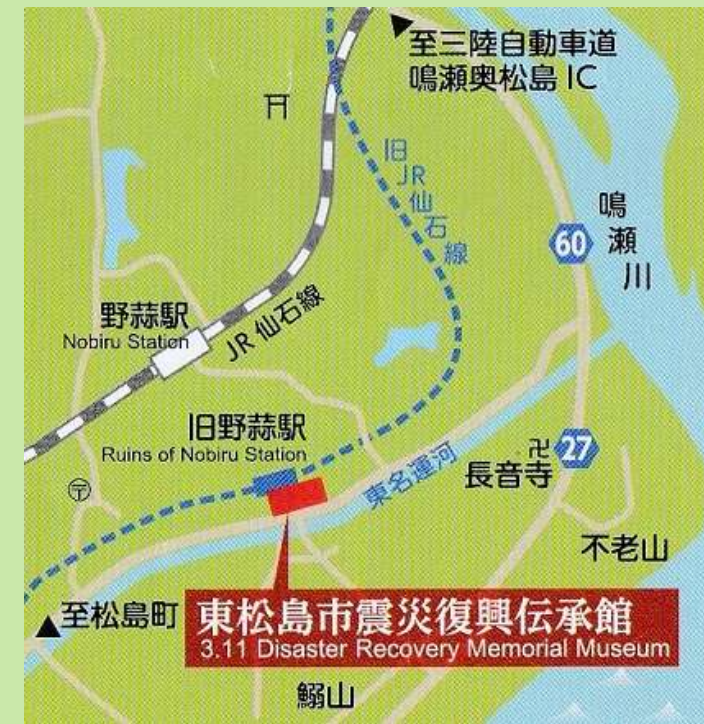 至三陸自動車道
鳴瀬奥松島 IC
旧JR仙石線
鳴瀬川
60
野蒜駅
Nobiru Station
JR 仙石線
旧野蒜駅
Ruins of Nobiru Station
東名運河
27
長音寺
不老山
至松島町
東松島市震災復興伝承館
3.11 Disaster Recovery Memorial Museum
鰯山